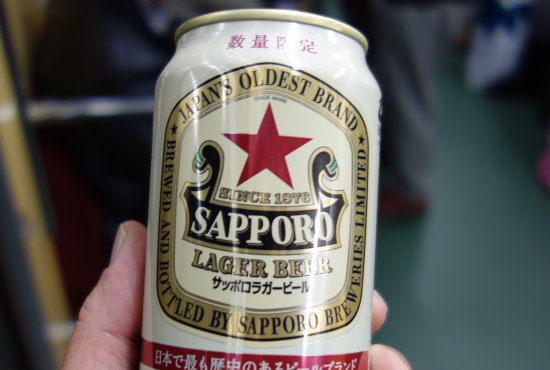 数量限定
★ JAPAN'S OLDEST BRAND ★
SINCE 1876
SAPPORO
LAGER BEER
サッポロラガービール
BREWED AND BOTTLED BY SAPPORO BREWERIES LIMITED
日本で最も歴史のあるビールブランド